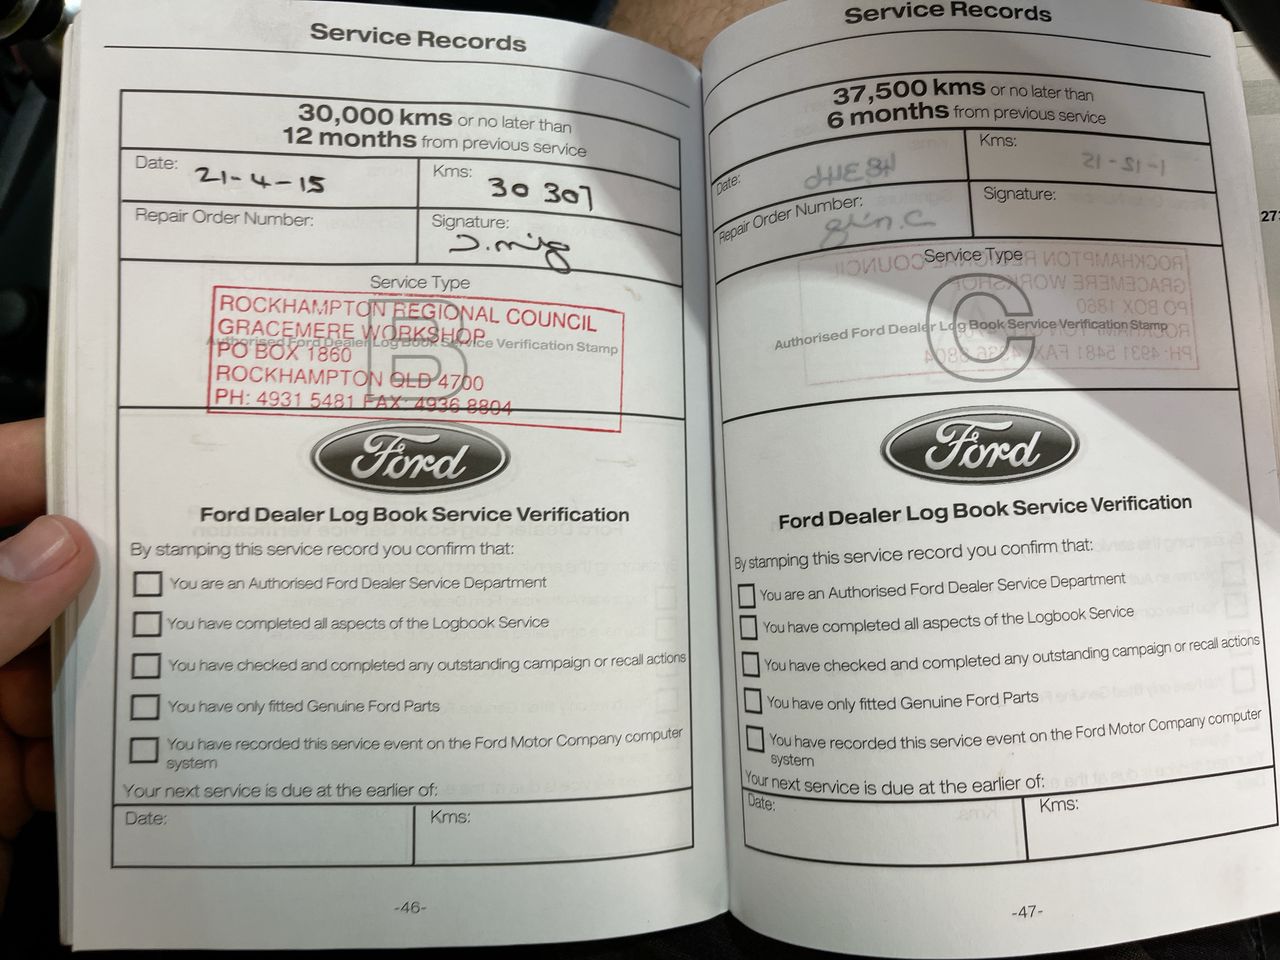 Service Records
30,000 kms or no later than
12 months from previous service
Date: 21-4-15
Kms: 30 307
Repair Order Number:
Signature:
Service Type
B
Authorised Ford Dealer Log Book Service Verification Stamp
ROCKHAMPTON REGIONAL COUNCIL
GRACEMERE WORKSHOP
PO BOX 1860
ROCKHAMPTON QLD 4700
PH: 4931 5481 FAX: 4936 8804
Ford
Ford Dealer Log Book Service Verification
By stamping this service record you confirm that:
You are an Authorised Ford Dealer Service Department
You have completed all aspects of the Logbook Service
You have checked and completed any outstanding campaign or recall actions
You have only fitted Genuine Ford Parts
You have recorded this service event on the Ford Motor Company computer
system
Your next service is due at the earlier of:
Date:
Kms:
-46-
Service Records
37,500 kms or no later than
6 months from previous service
Date:
Kms:
Repair Order Number:
Signature:
Service Type
C
Authorised Ford Dealer Log Book Service Verification Stamp
Ford
Ford Dealer Log Book Service Verification
By stamping this service record you confirm that:
You are an Authorised Ford Dealer Service Department
You have completed all aspects of the Logbook Service
You have checked and completed any outstanding campaign or recall actions
You have only fitted Genuine Ford Parts
You have recorded this service event on the Ford Motor Company computer
system
Your next service is due at the earlier of:
Date:
Kms:
-47-